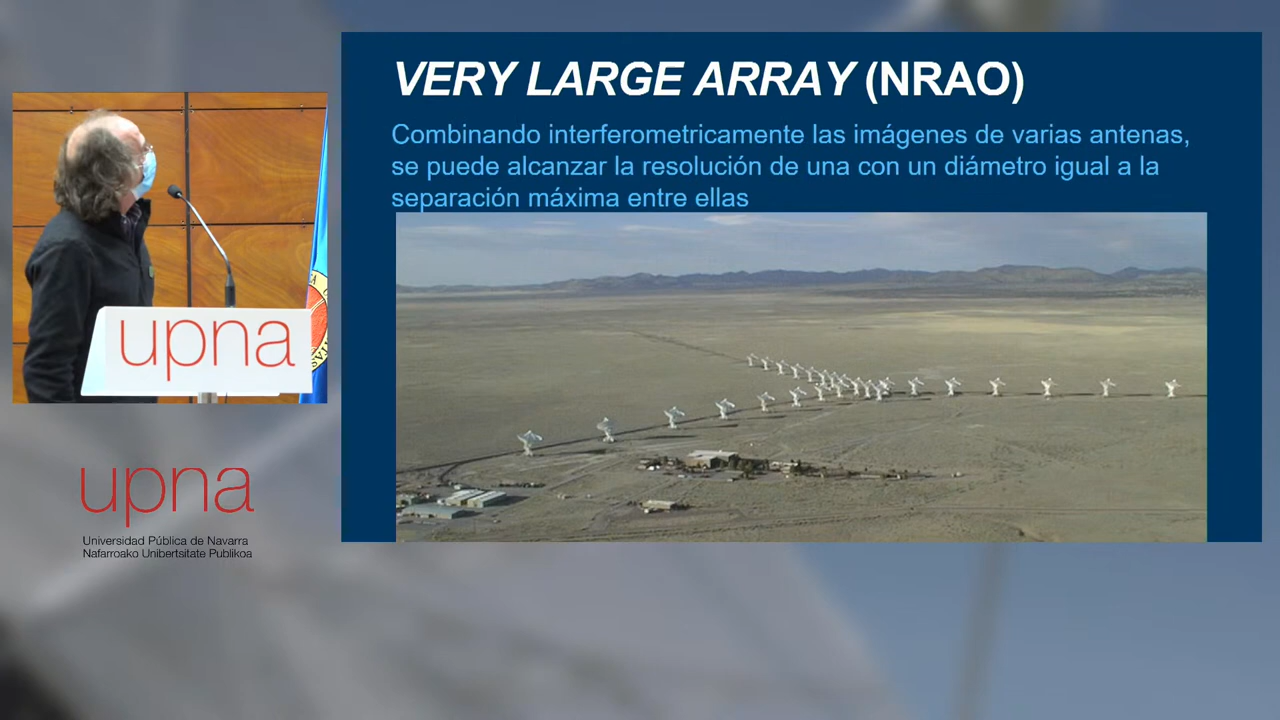 VERY LARGE ARRAY (NRAO)
Combinando interferometricamente las imágenes de varias antenas,
se puede alcanzar la resolución de una con un diámetro igual a la
separación máxima entre ellas
upna
upna
Universidad Pública de Navarra
Nafarroako Unibertsitate Publikoa